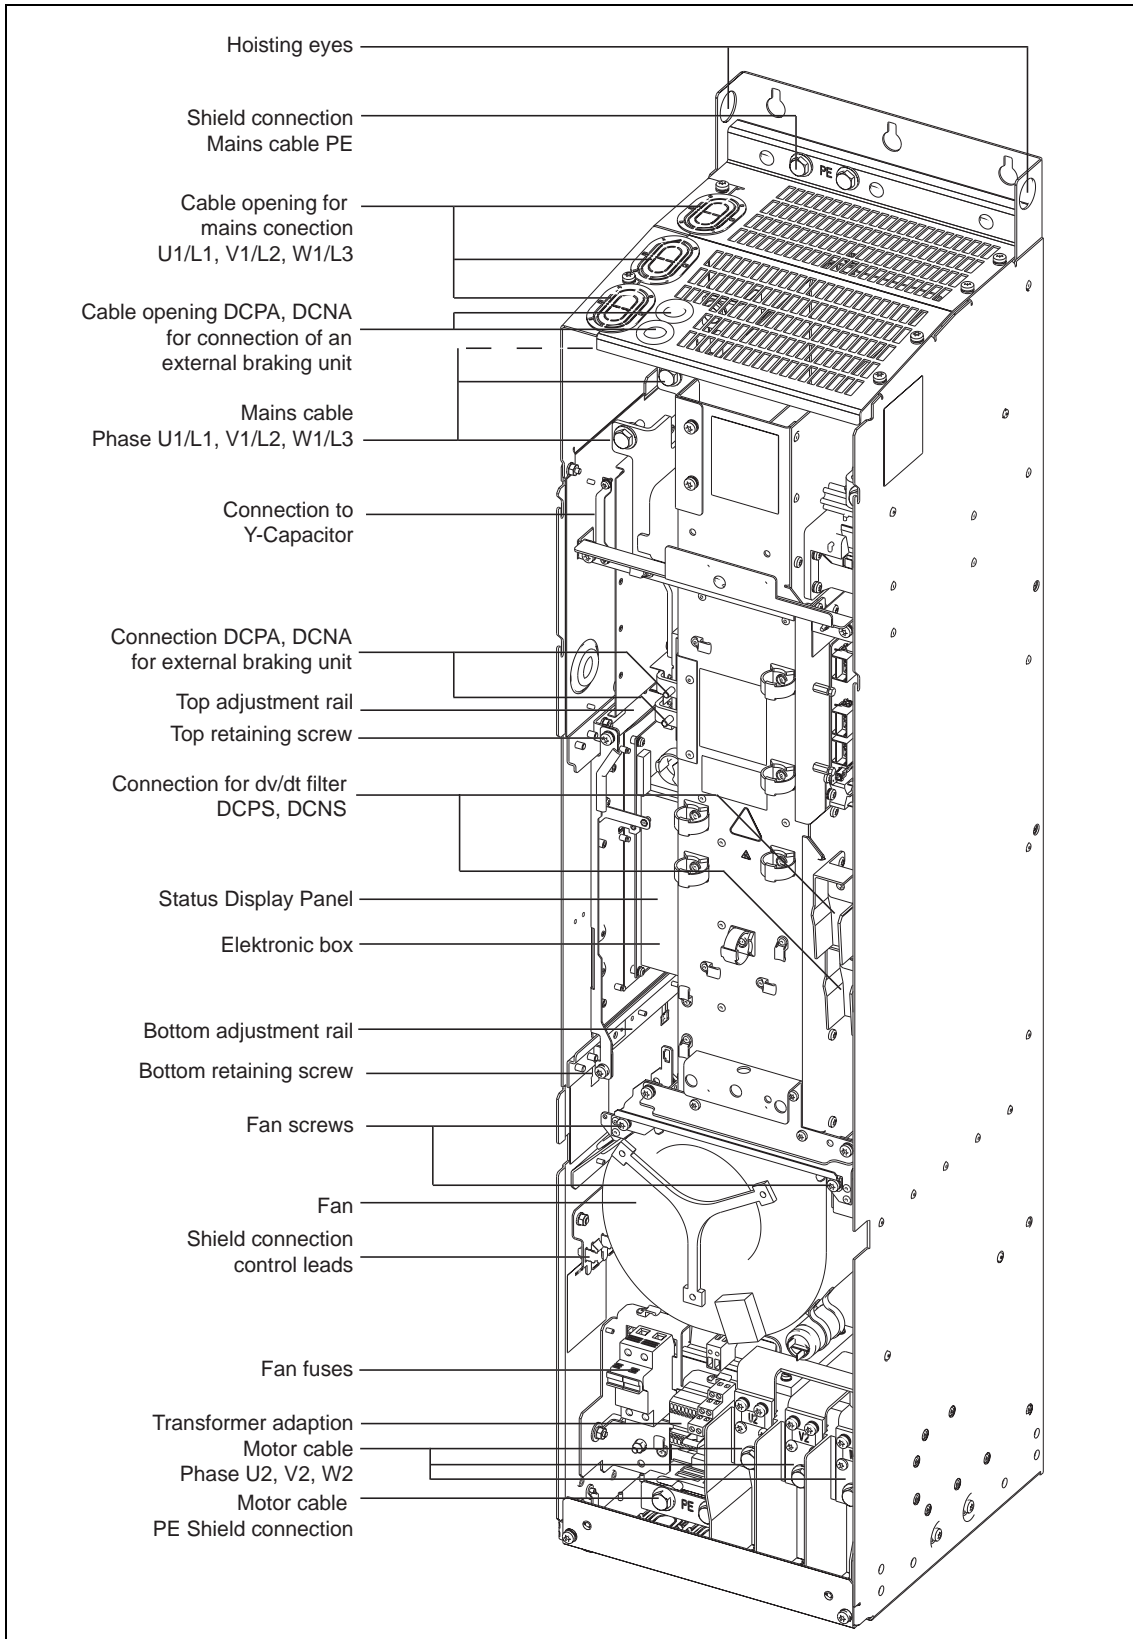 Hoisting eyes
Shield connection
Mains cable PE
PE
Cable opening for
mains conection
U1/L1, V1/L2, W1/L3
Cable opening DCPA, DCNA
for connection of an
external braking unit
Mains cable
Phase U1/L1, V1/L2, W1/L3
Connection to
Y-Capacitor
Connection DCPA, DCNA
for external braking unit
Top adjustment rail
Top retaining screw
Connection for dv/dt filter
DCPS, DCNS
Status Display Panel
Elektronic box
Bottom adjustment rail
Bottom retaining screw
Fan screws
Fan
Shield connection
control leads
Fan fuses
Transformer adaption
Motor cable
Phase U2, V2, W2
U2
V2
Motor cable
PE Shield connection
PE